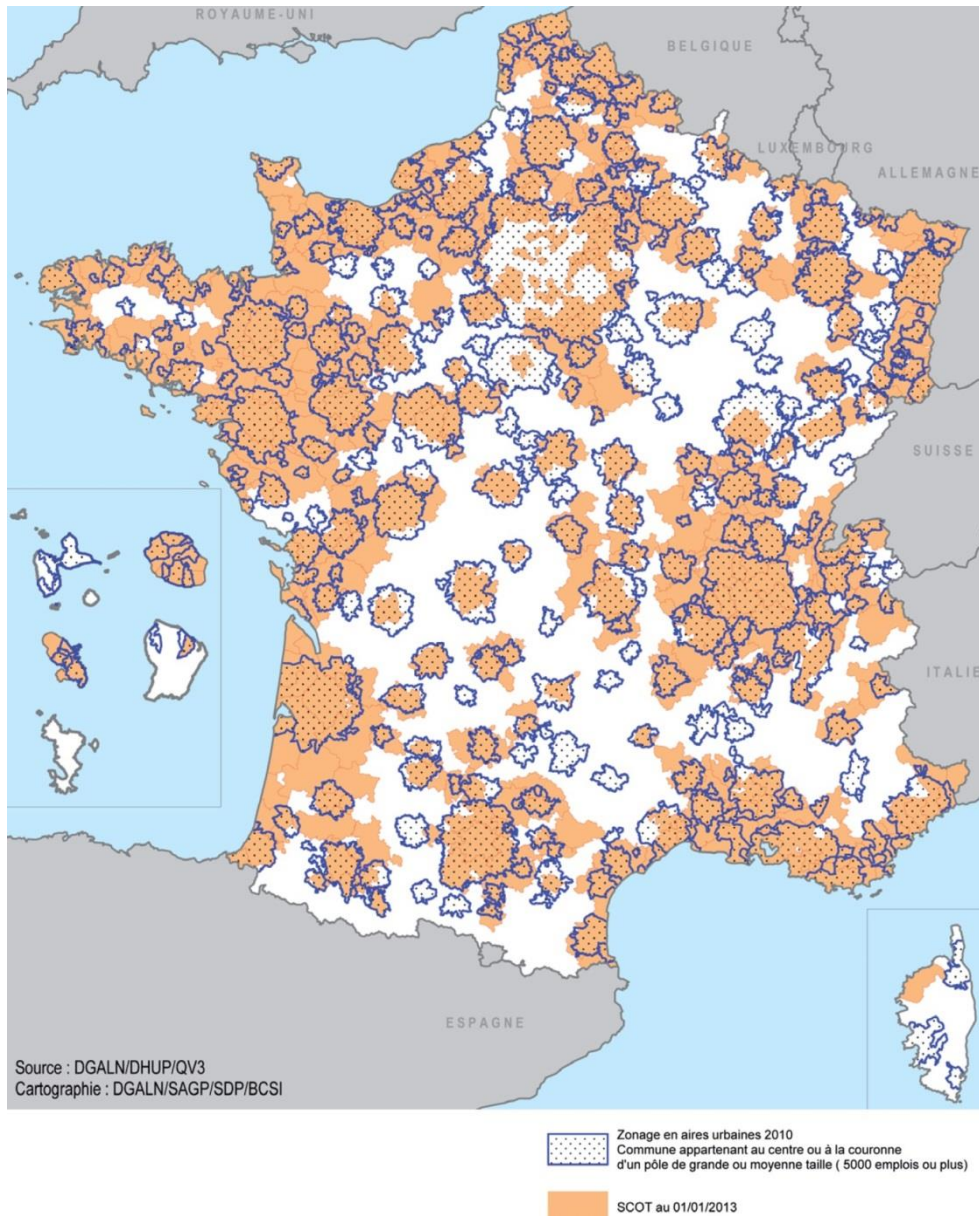 ROYAUME-UNI
BELGIQUE
LUXEMBOURG
ALLEMAGNE
SUISSE
ITALIE
ESPAGNE
Source : DGALN/DHUP/QV3
Cartographie : DGALN/SAGP/SDP/BCSI
Zonage en aires urbaines 2010
Commune appartenant au centre ou à la couronne
d'un pôle de grande ou moyenne taille ( 5000 emplois ou plus)
SCOT au 01/01/2013